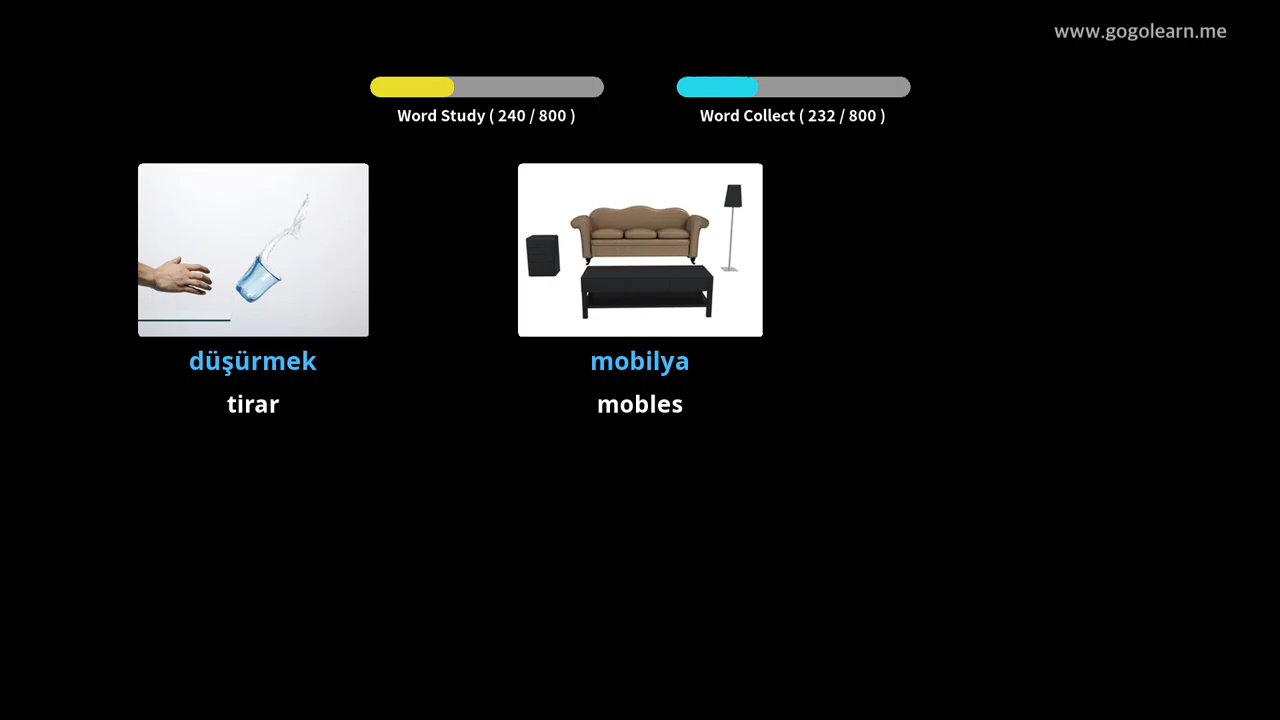 www.gogolearn.me
Word Study ( 240 / 800 )
Word Collect ( 232 / 800 )
düşürmek
mobilya
tirar
mobles